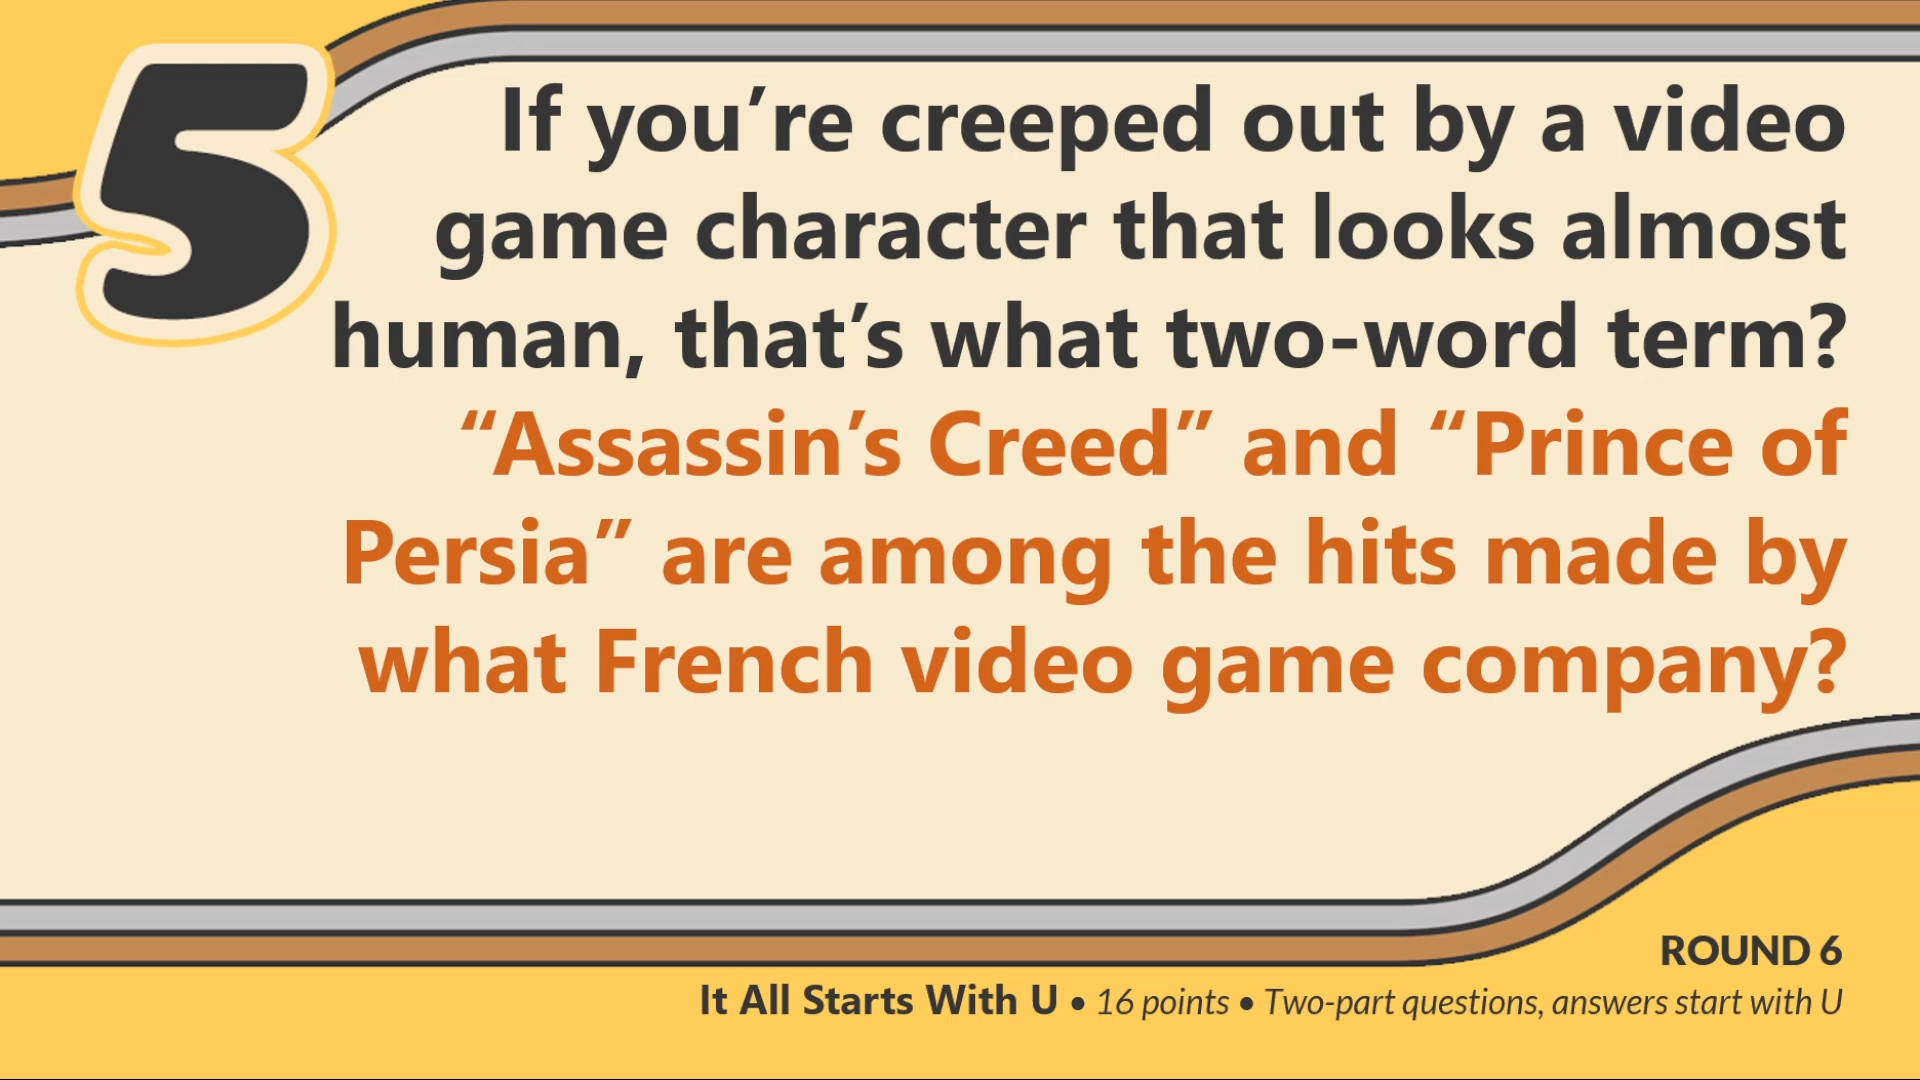 5
If you’re creeped out by a video
game character that looks almost
human, that’s what two-word term?
“Assassin’s Creed” and “Prince of
Persia” are among the hits made by
what French video game company?
ROUND 6
It All Starts With U • 16 points • Two-part questions, answers start with U